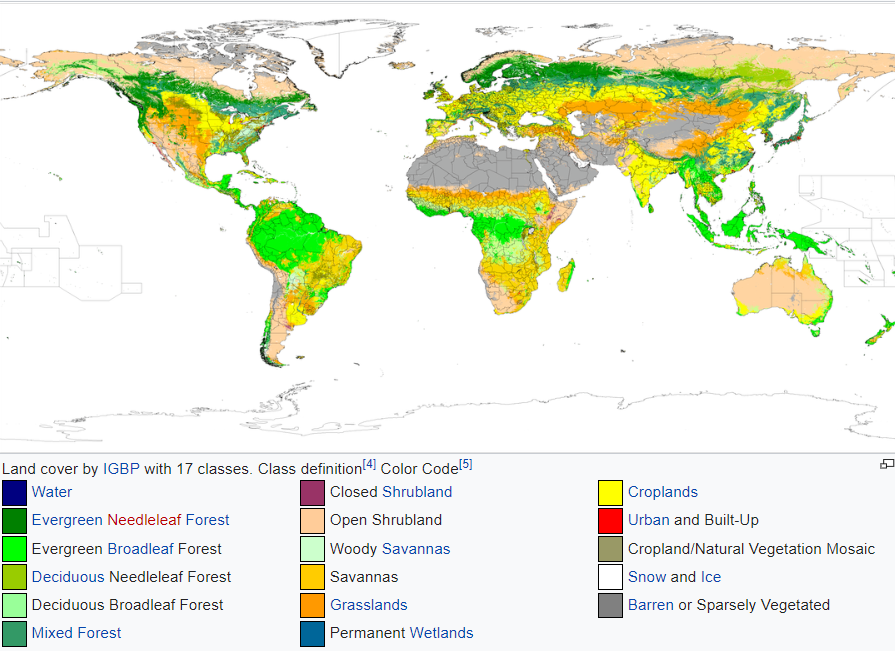 Land cover by IGBP with 17 classes. Class definition[4] Color Code[5]
Water
Evergreen Needleleaf Forest
Evergreen Broadleaf Forest
Deciduous Needleleaf Forest
Deciduous Broadleaf Forest
Mixed Forest
Closed Shrubland
Open Shrubland
Woody Savannas
Savannas
Grasslands
Permanent Wetlands
Croplands
Urban and Built-Up
Cropland/Natural Vegetation Mosaic
Snow and Ice
Barren or Sparsely Vegetated